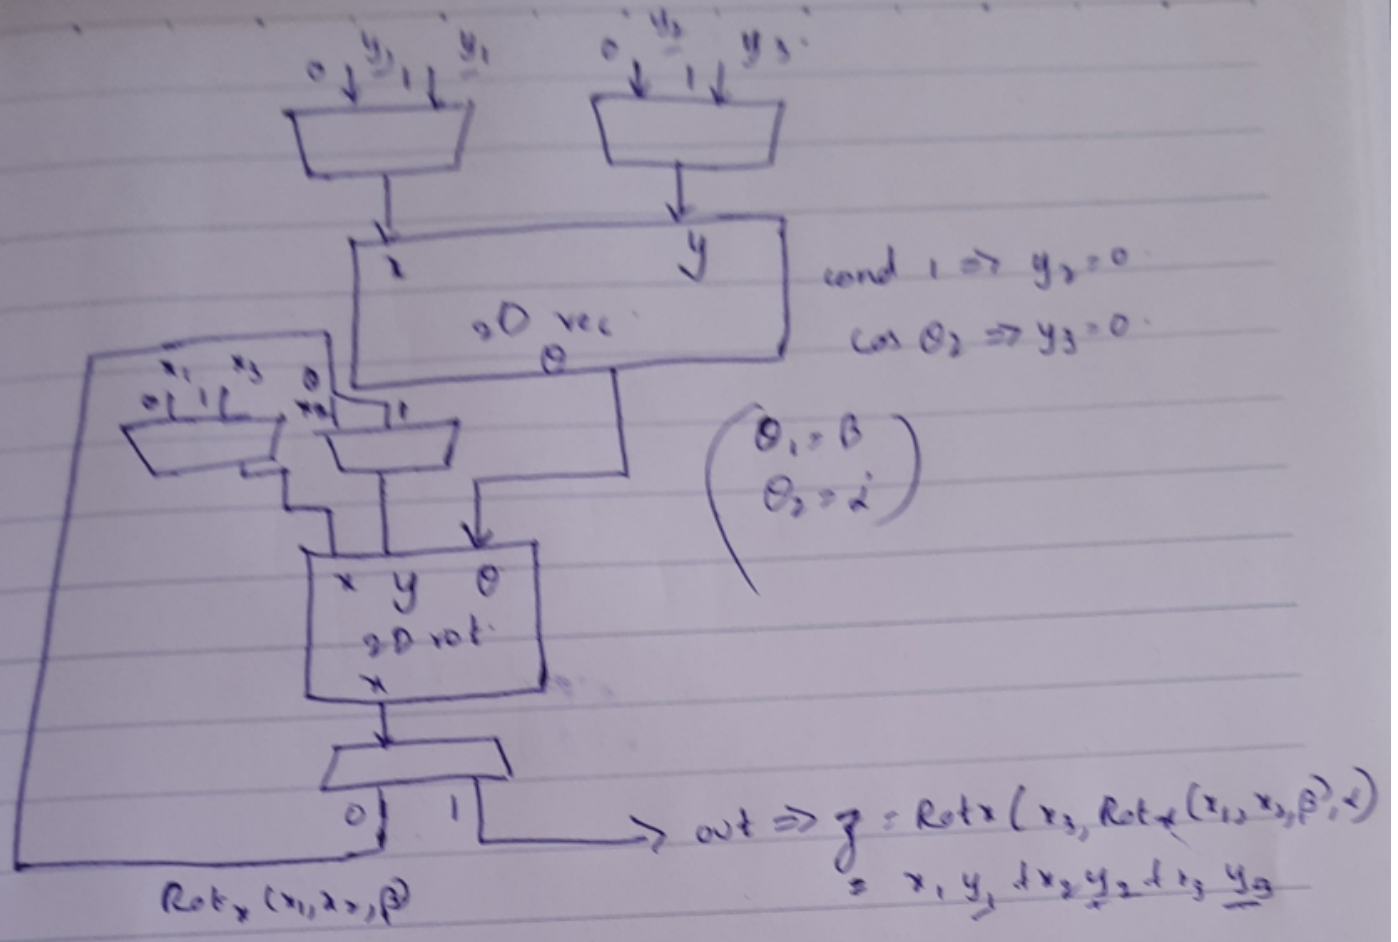 0 y₁ 1 y₁
0 y₂ 1 y₃
x y
2D vec
θ
cond 1 => y₂ = 0
cos θ₂ => y₃ = 0
x₁ x₃ 0
0 1 x₂ 1
θ₁ = β
θ₂ = α
x y θ
2D rot
x
0 1
out => z = Rotx (x₃, Rotx (x₁, x₂, β), α)
= x₁ y₁ + x₂ y₂ + x₃ y₃
Rotx (x₁, x₂, β)